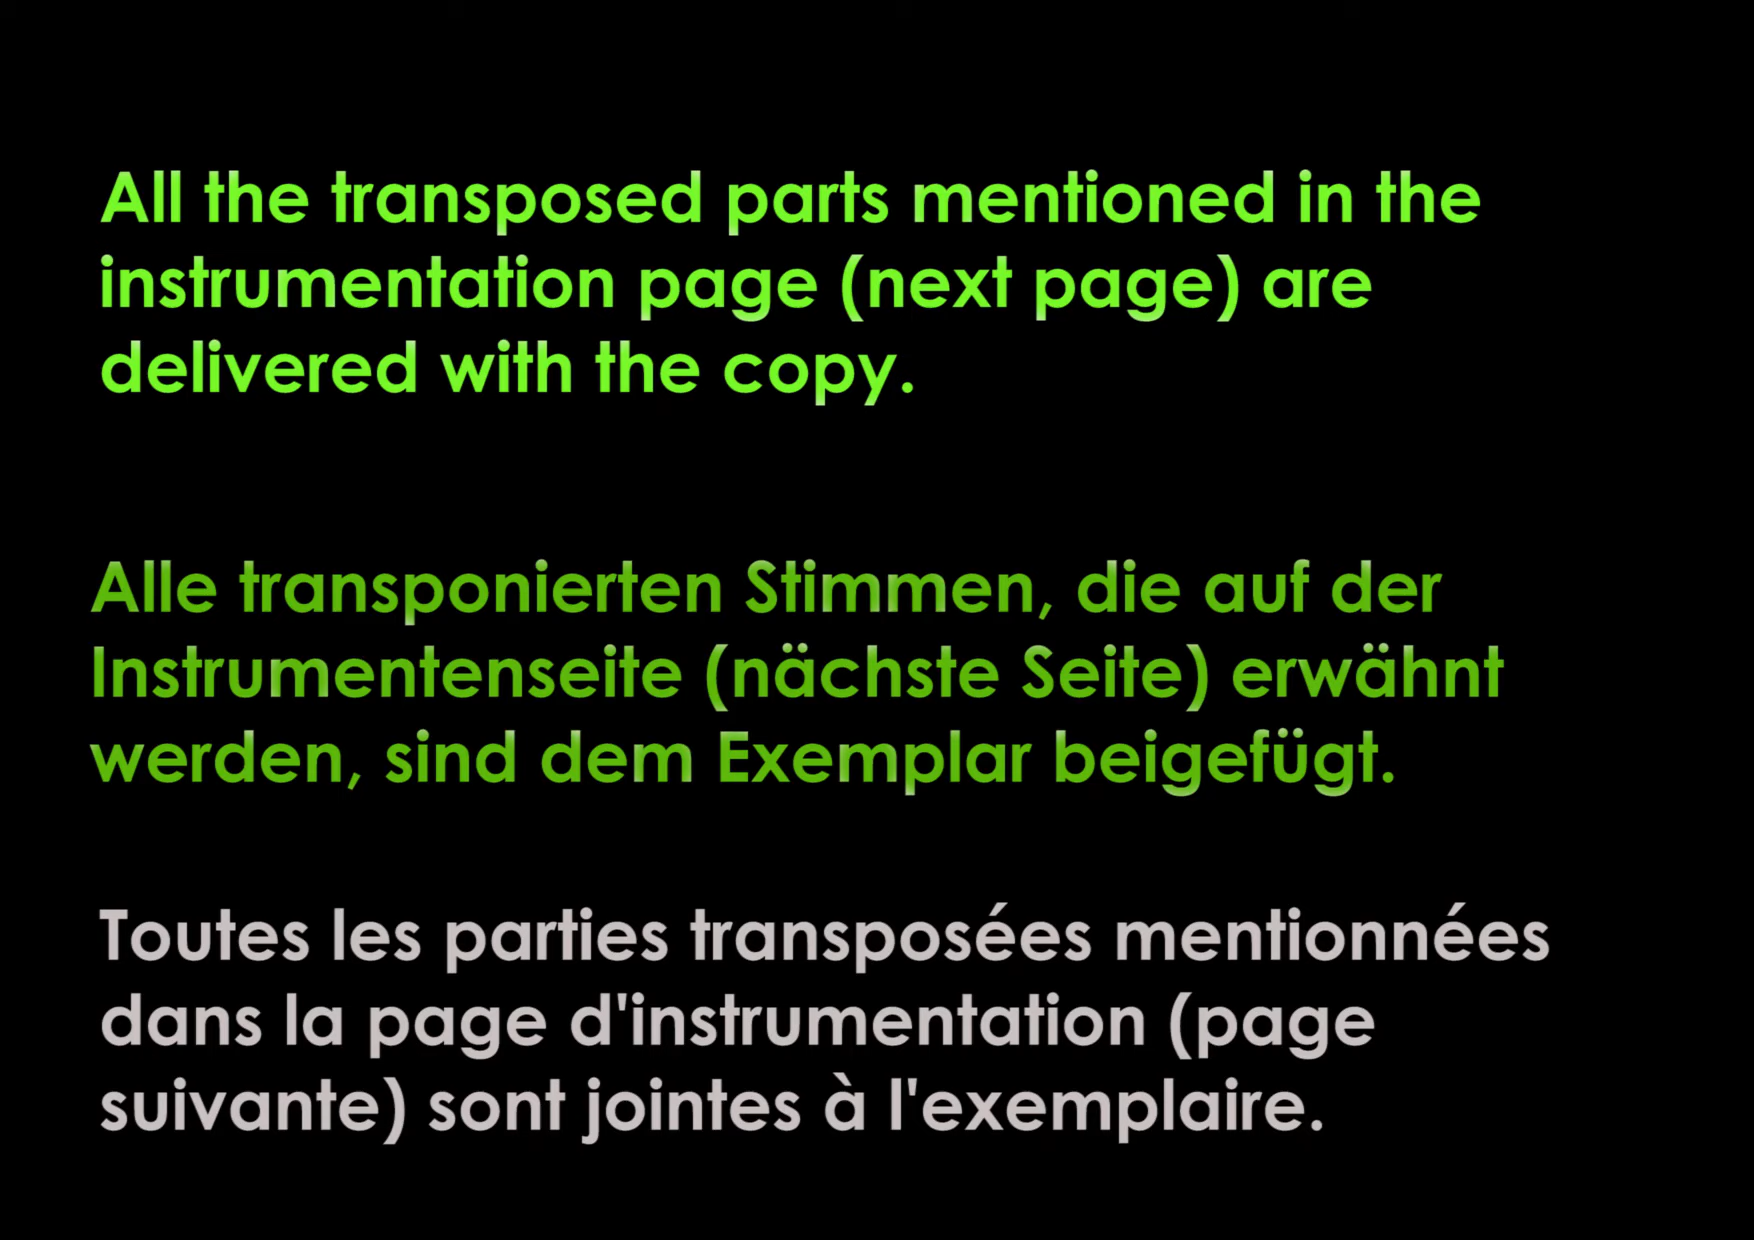 All the transposed parts mentioned in the
instrumentation page (next page) are
delivered with the copy.
Alle transponierten Stimmen, die auf der
Instrumentenseite (nächste Seite) erwähnt
werden, sind dem Exemplar beigefügt.
Toutes les parties transposées mentionnées
dans la page d'instrumentation (page
suivante) sont jointes à l'exemplaire.